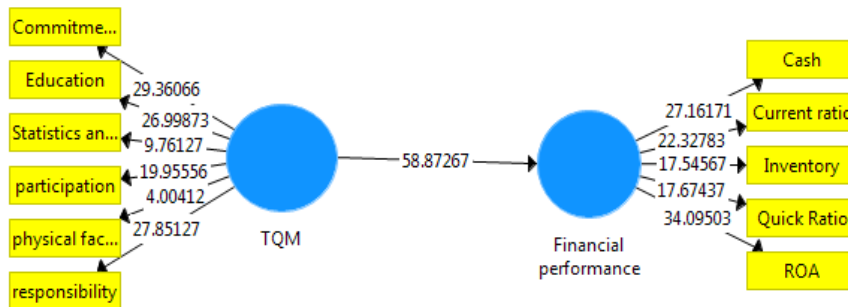 Commitme...
Education
Statistics an...
participation
physical fac...
responsibility
29.36066
26.99873
9.76127
19.95556
4.00412
27.85127
TQM
58.87267
Financial
performance
27.16171
22.32783
17.54567
17.67437
34.09503
Cash
Current ratio
Inventory
Quick Ratio
ROA